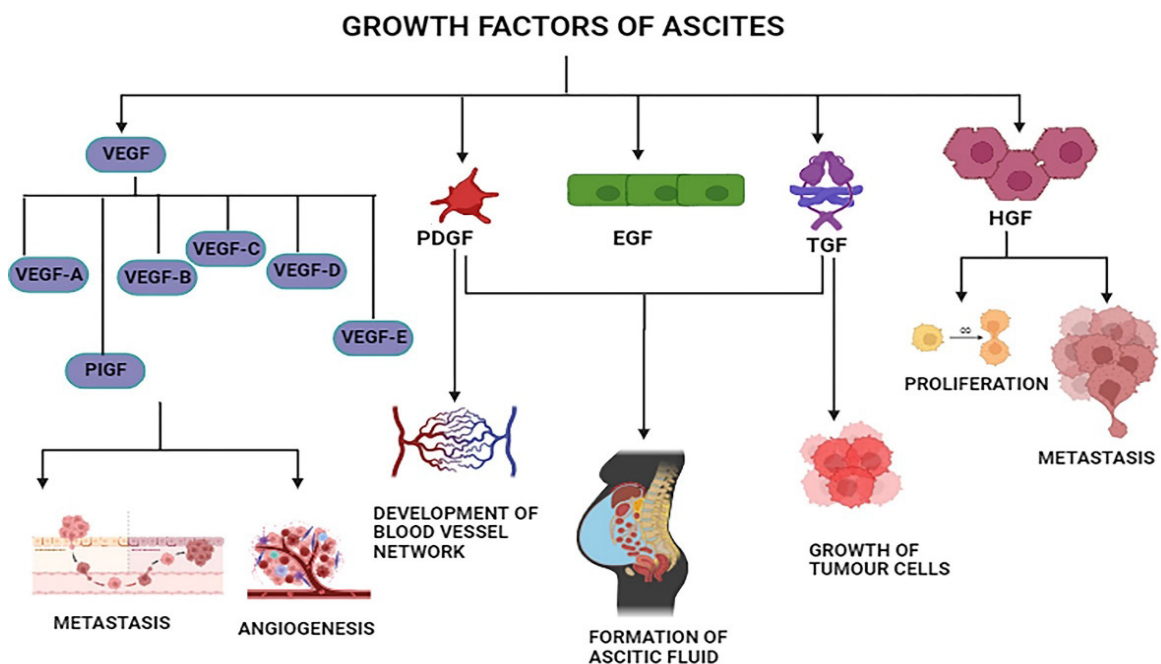 GROWTH FACTORS OF ASCITES
VEGF
PDGF
EGF
TGF
HGF
VEGF-A
VEGF-B
VEGF-C
VEGF-D
VEGF-E
PIGF
∞
PROLIFERATION
METASTASIS
DEVELOPMENT OF
BLOOD VESSEL
NETWORK
GROWTH OF
TUMOUR CELLS
METASTASIS
ANGIOGENESIS
FORMATION OF
ASCITIC FLUID